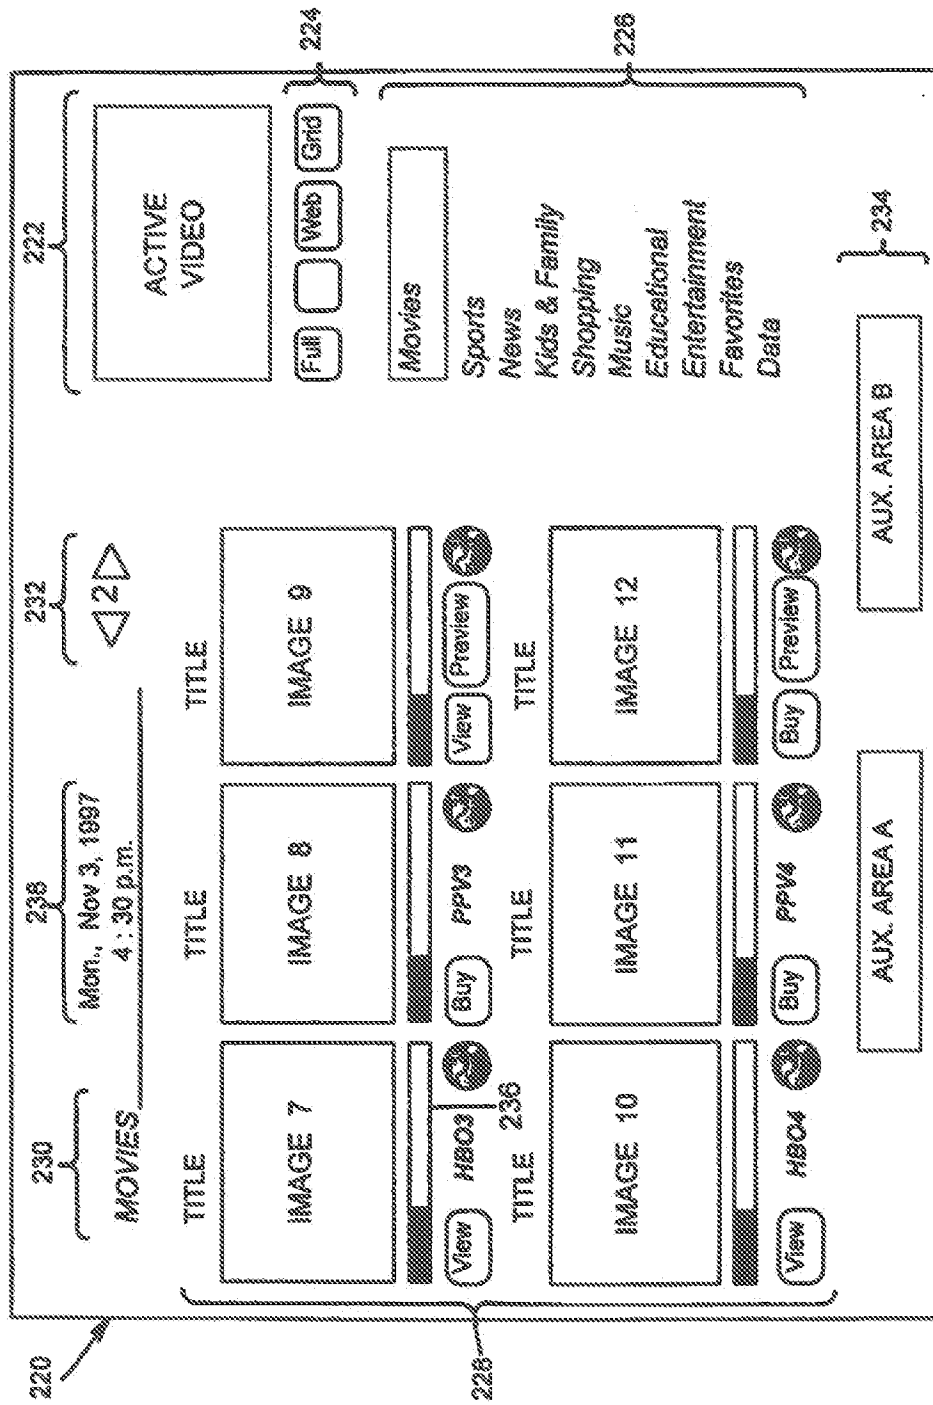 220
230
238
232
222
MOVIES
Mon., Nov 3, 1997
4 : 30 p.m.
2
ACTIVE
VIDEO
Full
Web
Grid
224
TITLE
TITLE
TITLE
IMAGE 7
IMAGE 8
IMAGE 9
View
HBO3
Buy
PPV3
View
Preview
236
TITLE
TITLE
TITLE
IMAGE 10
IMAGE 11
IMAGE 12
View
HBO4
Buy
PPV4
Buy
Preview
228
Movies
Sports
News
Kids & Family
Shopping
Music
Educational
Entertainment
Favorites
Data
226
AUX. AREA A
AUX. AREA B
234